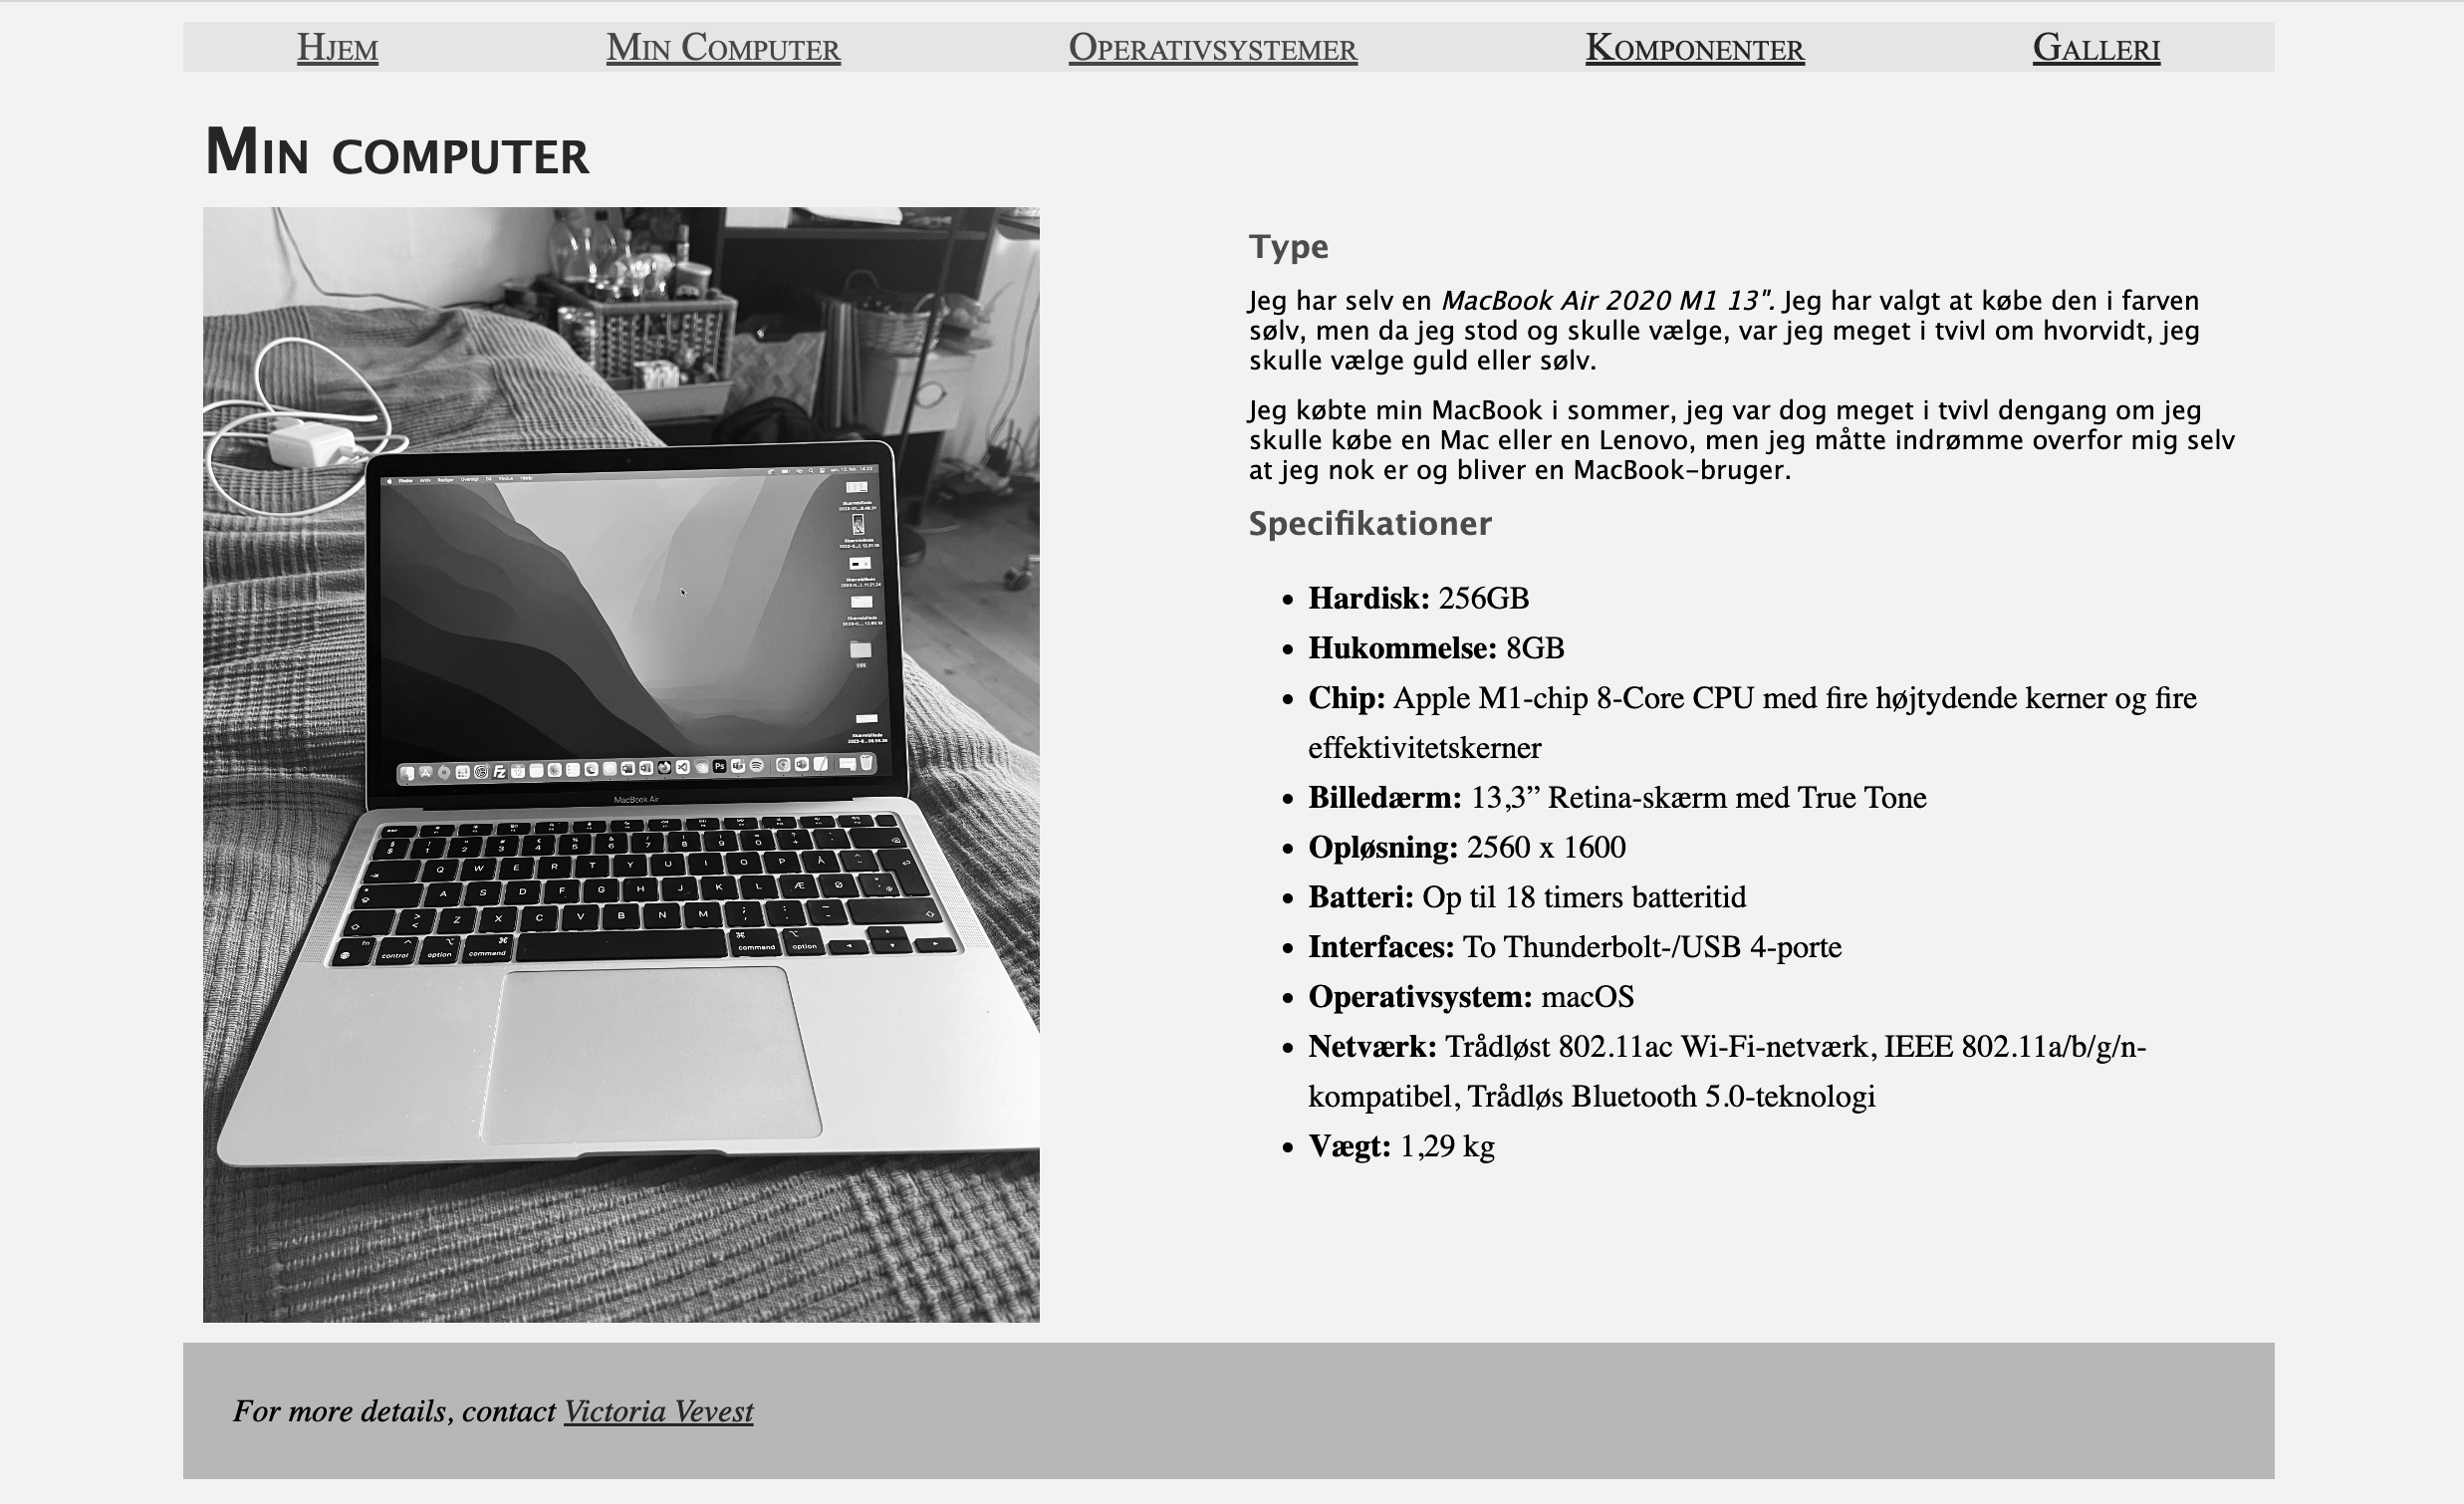 Hjem Min Computer Operativsystemer Komponenter Galleri
Min computer
MacBook Air
Type
Jeg har selv en MacBook Air 2020 M1 13". Jeg har valgt at købe den i farven
sølv, men da jeg stod og skulle vælge, var jeg meget i tvivl om hvorvidt, jeg
skulle vælge guld eller sølv.
Jeg købte min MacBook i sommer, jeg var dog meget i tvivl dengang om jeg
skulle købe en Mac eller en Lenovo, men jeg måtte indrømme overfor mig selv
at jeg nok er og bliver en MacBook-bruger.
Specifikationer
• Hardisk: 256GB
• Hukommelse: 8GB
• Chip: Apple M1-chip 8-Core CPU med fire højtydende kerner og fire
effektivitetskerner
• Billedærm: 13,3” Retina-skærm med True Tone
• Opløsning: 2560 x 1600
• Batteri: Op til 18 timers batteritid
• Interfaces: To Thunderbolt-/USB 4-porte
• Operativsystem: macOS
• Netværk: Trådløst 802.11ac Wi-Fi-netværk, IEEE 802.11a/b/g/n-
kompatibel, Trådløs Bluetooth 5.0-teknologi
• Vægt: 1,29 kg
For more details, contact Victoria Vevest